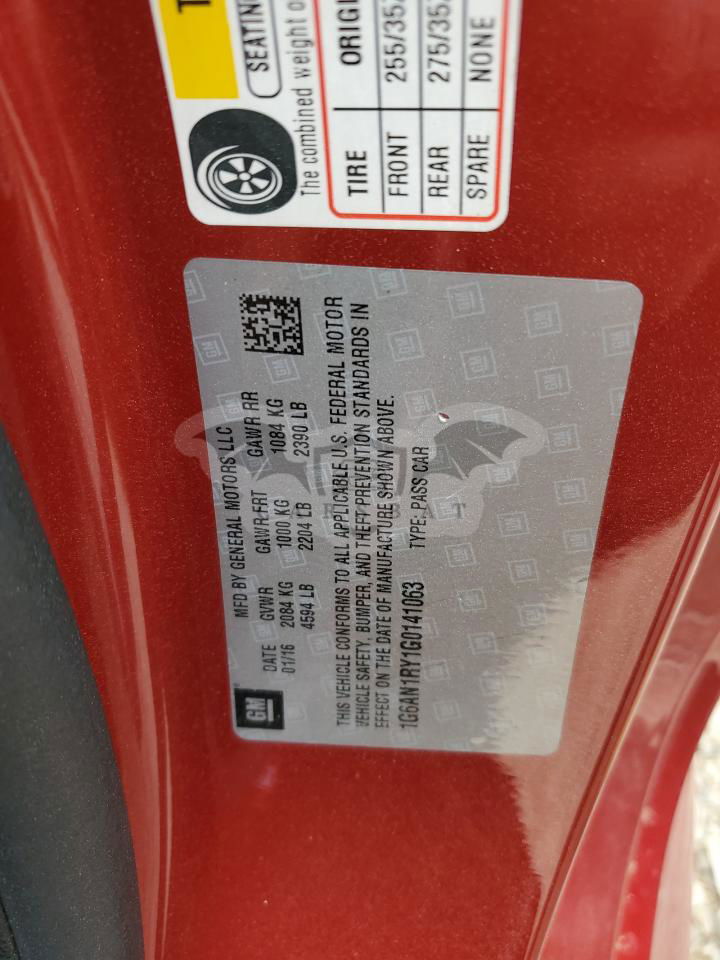 T
SEATING
The combined weight o
TIRE ORIGI
FRONT 255/35
REAR 275/35
SPARE NONE
GM
MFD BY GENERAL MOTORS LLC
DATE GVWR GAWR FRT GAWR RR
01/16 2084 KG 1000 KG 1084 KG
4594 LB 2204 LB 2390 LB
THIS VEHICLE CONFORMS TO ALL APPLICABLE U.S. FEDERAL MOTOR
VEHICLE SAFETY, BUMPER, AND THEFT PREVENTION STANDARDS IN
EFFECT ON THE DATE OF MANUFACTURE SHOWN ABOVE.
1G6AN1RY1G0141063 TYPE: PASS CAR